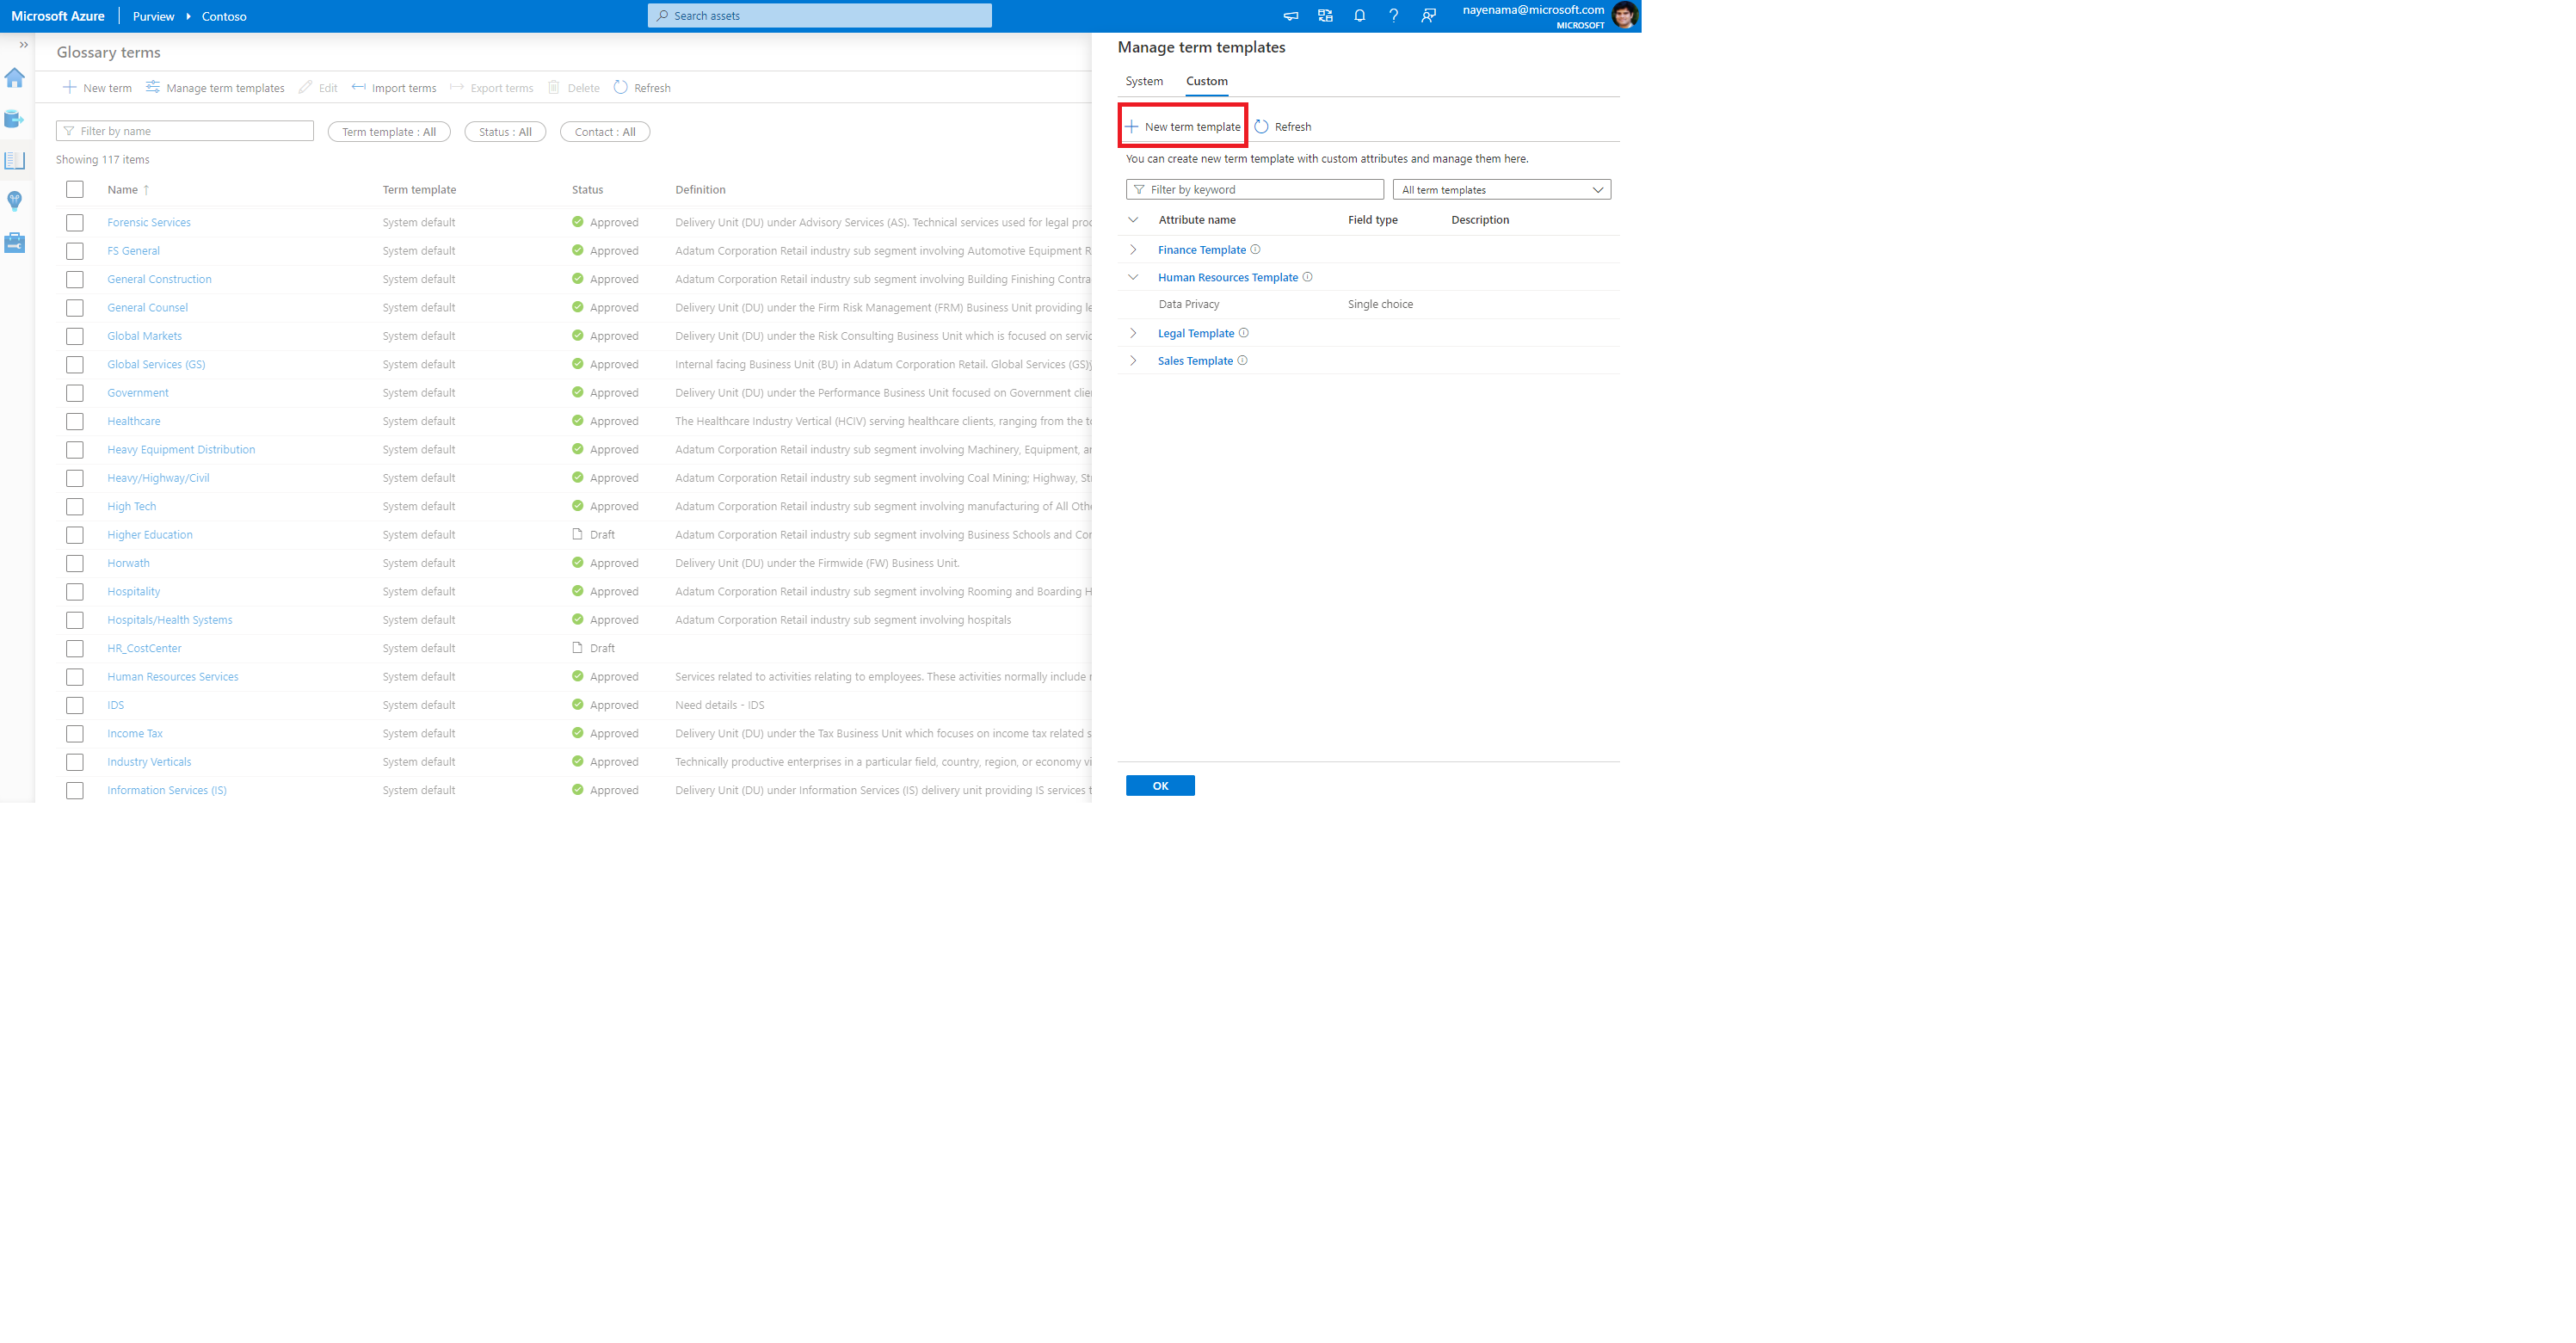 Microsoft Azure Purview Contoso
Search assets
nayenama@microsoft.com
MICROSOFT
Glossary terms
New term Manage term templates Edit Import terms Export terms Delete Refresh
Filter by name Term template : All Status : All Contact : All
Showing 117 items
Name Term template Status Definition
Forensic Services System default Approved Delivery Unit (DU) under Advisory Services (AS). Technical services used for legal proc
FS General System default Approved Adatum Corporation Retail industry sub segment involving Automotive Equipment R
General Construction System default Approved Adatum Corporation Retail industry sub segment involving Building Finishing Contra
General Counsel System default Approved Delivery Unit (DU) under the Firm Risk Management (FRM) Business Unit providing le
Global Markets System default Approved Delivery Unit (DU) under the Risk Consulting Business Unit which is focused on servic
Global Services (GS) System default Approved Internal facing Business Unit (BU) in Adatum Corporation Retail. Global Services (GS)
Government System default Approved Delivery Unit (DU) under the Performance Business Unit focused on Government clie
Healthcare System default Approved The Healthcare Industry Vertical (HCIV) serving healthcare clients, ranging from the
Heavy Equipment Distribution System default Approved Adatum Corporation Retail industry sub segment involving Machinery, Equipment,
Heavy/Highway/Civil System default Approved Adatum Corporation Retail industry sub segment involving Coal Mining; Highway,
High Tech System default Approved Adatum Corporation Retail industry sub segment involving manufacturing of All Oth
Higher Education System default Draft Adatum Corporation Retail industry sub segment involving Business Schools and Co
Horwath System default Approved Delivery Unit (DU) under the Firmwide (FW) Business Unit.
Hospitality System default Approved Adatum Corporation Retail industry sub segment involving Rooming and Boarding H
Hospitals/Health Systems System default Approved Adatum Corporation Retail industry sub segment involving hospitals
HR_CostCenter System default Draft
Human Resources Services System default Approved Services related to activities relating to employees. These activities normally include
IDS System default Approved Need details - IDS
Income Tax System default Approved Delivery Unit (DU) under the Tax Business Unit which focuses on income tax related s
Industry Verticals System default Approved Technically productive enterprises in a particular field, country, region, or economy vi
Information Services (IS) System default Approved Delivery Unit (DU) under Information Services (IS) delivery unit providing IS services t
Manage term templates
System Custom
New term template Refresh
You can create new term template with custom attributes and manage them here.
Filter by keyword All term templates
Attribute name Field type Description
Finance Template
Human Resources Template
Data Privacy Single choice
Legal Template
Sales Template
OK